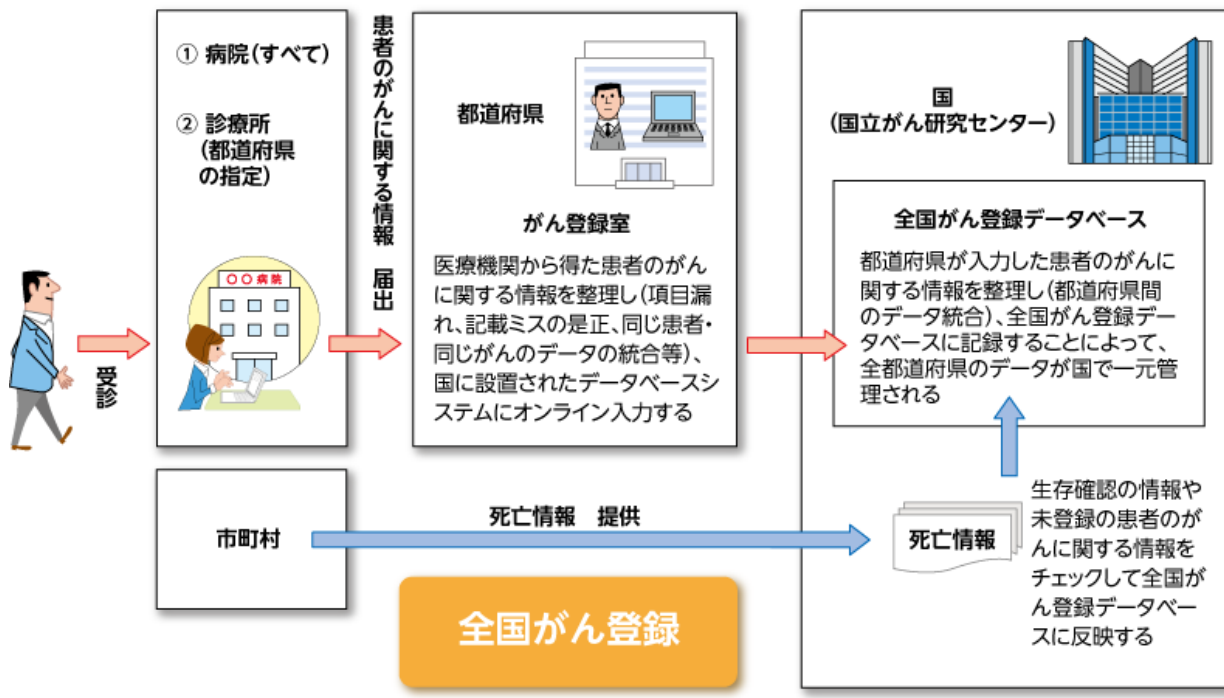 ① 病院(すべて)
② 診療所
(都道府県
の指定)
〇〇病院
受診
患者のがんに関する情報 届出
都道府県
がん登録室
医療機関から得た患者のがん
に関する情報を整理し(項目漏
れ、記載ミスの是正、同じ患者・
同じがんのデータの統合等)、
国に設置されたデータベースシ
ステムにオンライン入力する
国
(国立がん研究センター)
全国がん登録データベース
都道府県が入力した患者のがんに
関する情報を整理し(都道府県間
のデータ統合)、全国がん登録デー
タベースに記録することによって、
全都道府県のデータが国で一元管
理される
市町村
死亡情報 提供
死亡情報
生存確認の情報や
未登録の患者のが
んに関する情報を
チェックして全国が
ん登録データベー
スに反映する
全国がん登録